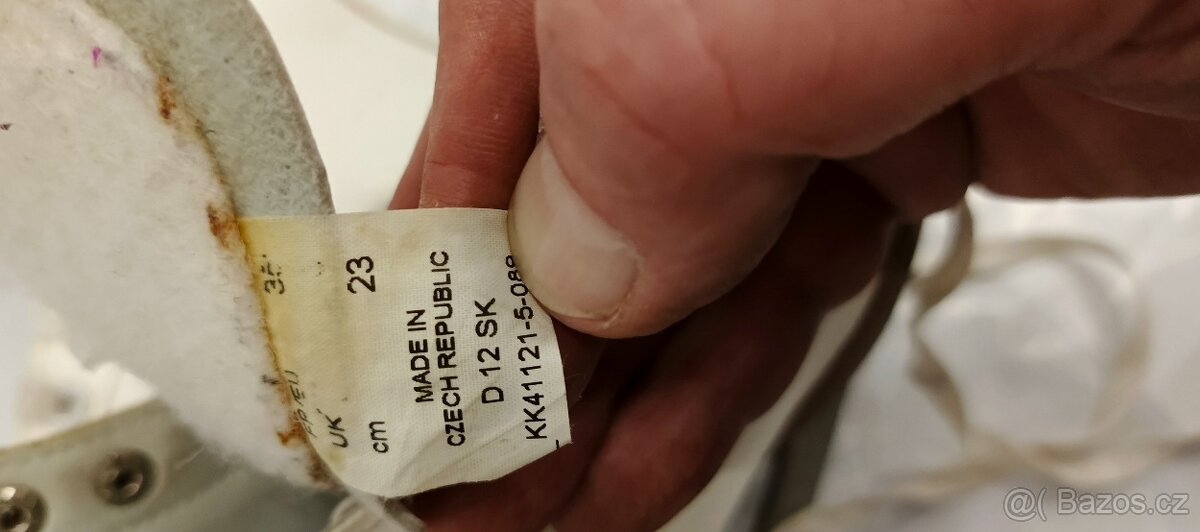 UK
cm 23
MADE IN
CZECH REPUBLIC
D 12 SK
KK41121-5-088
@( Bazos.cz